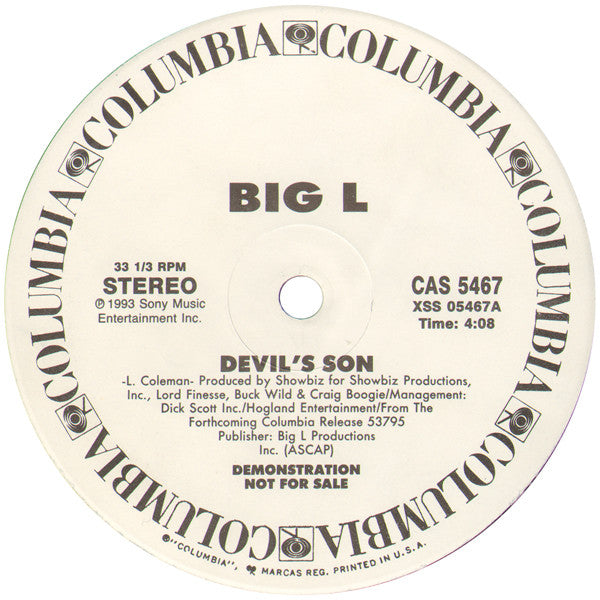 COLUMBIA COLUMBIA COLUMBIA COLUMBIA COLUMBIA COLUMBIA COLUMBIA COLUMBIA
BIG L
33 1/3 RPM
STEREO
℗ 1993 Sony Music
Entertainment Inc.
CAS 5467
XSS 05467A
Time: 4:08
DEVIL'S SON
-L. Coleman- Produced by Showbiz for Showbiz Productions,
Inc., Lord Finesse, Buck Wild & Craig Boogie/Management:
Dick Scott Inc./Hogland Entertainment/From The
Forthcoming Columbia Release 53795
Publisher: Big L Productions
Inc. (ASCAP)
DEMONSTRATION
NOT FOR SALE
®"COLUMBIA", MARCAS REG. PRINTED IN U.S.A.